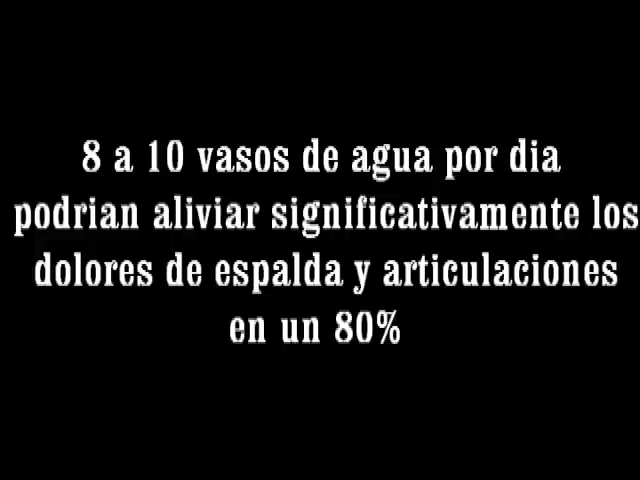 8 a 10 vasos de agua por dia
podrian aliviar significativamente los
dolores de espalda y articulaciones
en un 80%